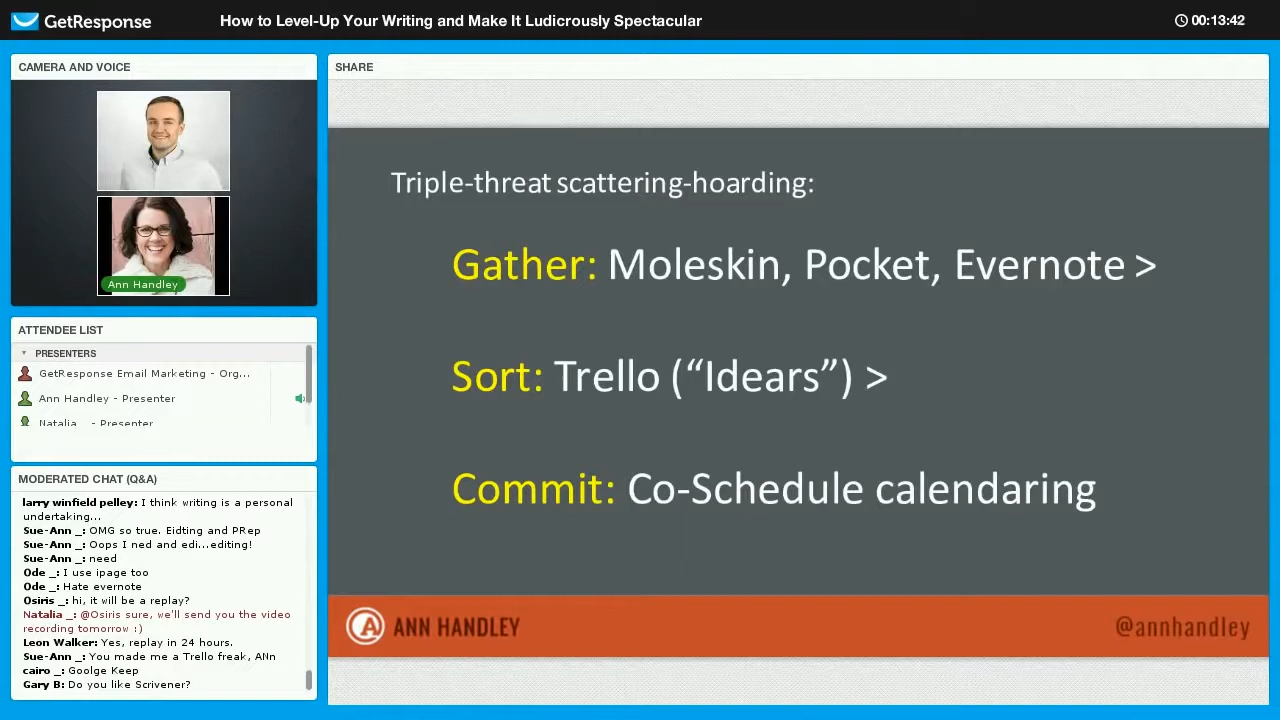 GetResponse
How to Level-Up Your Writing and Make It Ludicrously Spectacular
00:13:42
CAMERA AND VOICE
Ann Handley
ATTENDEE LIST
PRESENTERS
GetResponse Email Marketing - Org...
Ann Handley - Presenter
Natalia _ - Presenter
MODERATED CHAT (Q&A)
larry winfield pelley: I think writing is a personal
undertaking...
Sue-Ann _: OMG so true. Eidting and PRep
Sue-Ann _: Oops I ned and edi...editing!
Sue-Ann _: need
Ode _: I use ipage too
Ode _: Hate evernote
Osiris _: hi, it will be a replay?
Natalia _: @Osiris sure, we'll send you the video
recording tomorrow :)
Leon Walker: Yes, replay in 24 hours.
Sue-Ann _: You made me a Trello freak, ANn
cairo _: Goolge Keep
Gary B: Do you like Scrivener?
SHARE
Triple-threat scattering-hoarding:
Gather: Moleskin, Pocket, Evernote >
Sort: Trello (“Idears”) >
Commit: Co-Schedule calendaring
ANN HANDLEY
@annhandley